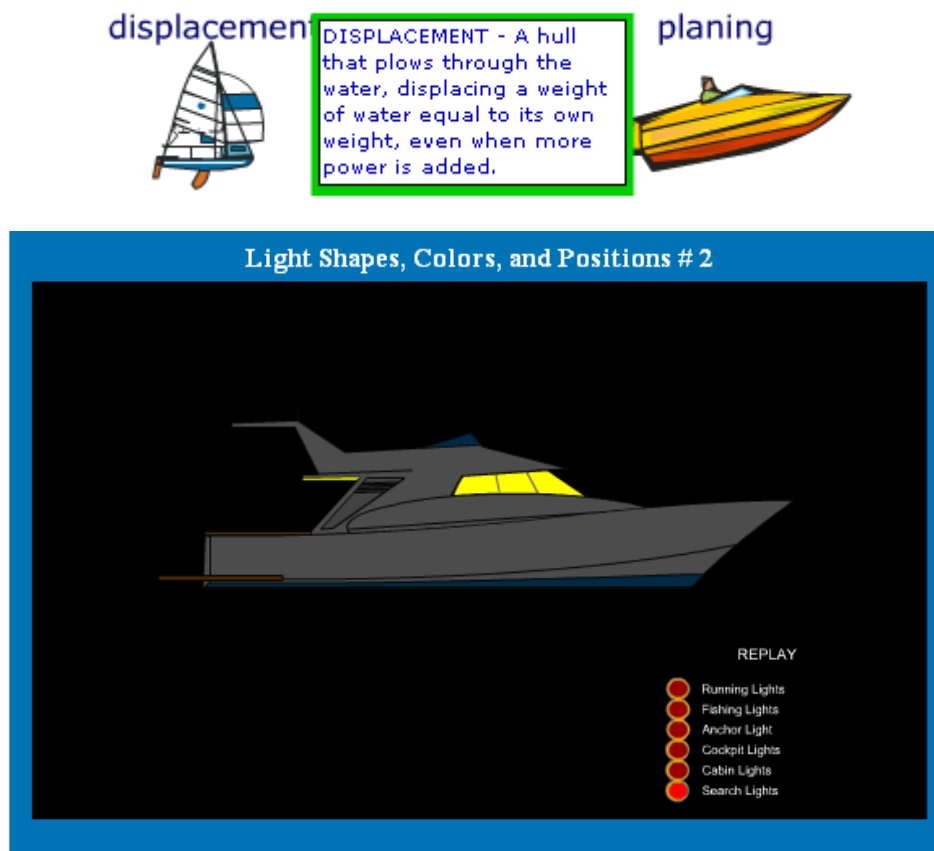 displacement
DISPLACEMENT - A hull
that plows through the
water, displacing a weight
of water equal to its own
weight, even when more
power is added.
planing
Light Shapes, Colors, and Positions # 2
REPLAY
Running Lights
Fishing Lights
Anchor Light
Cockpit Lights
Cabin Lights
Search Lights